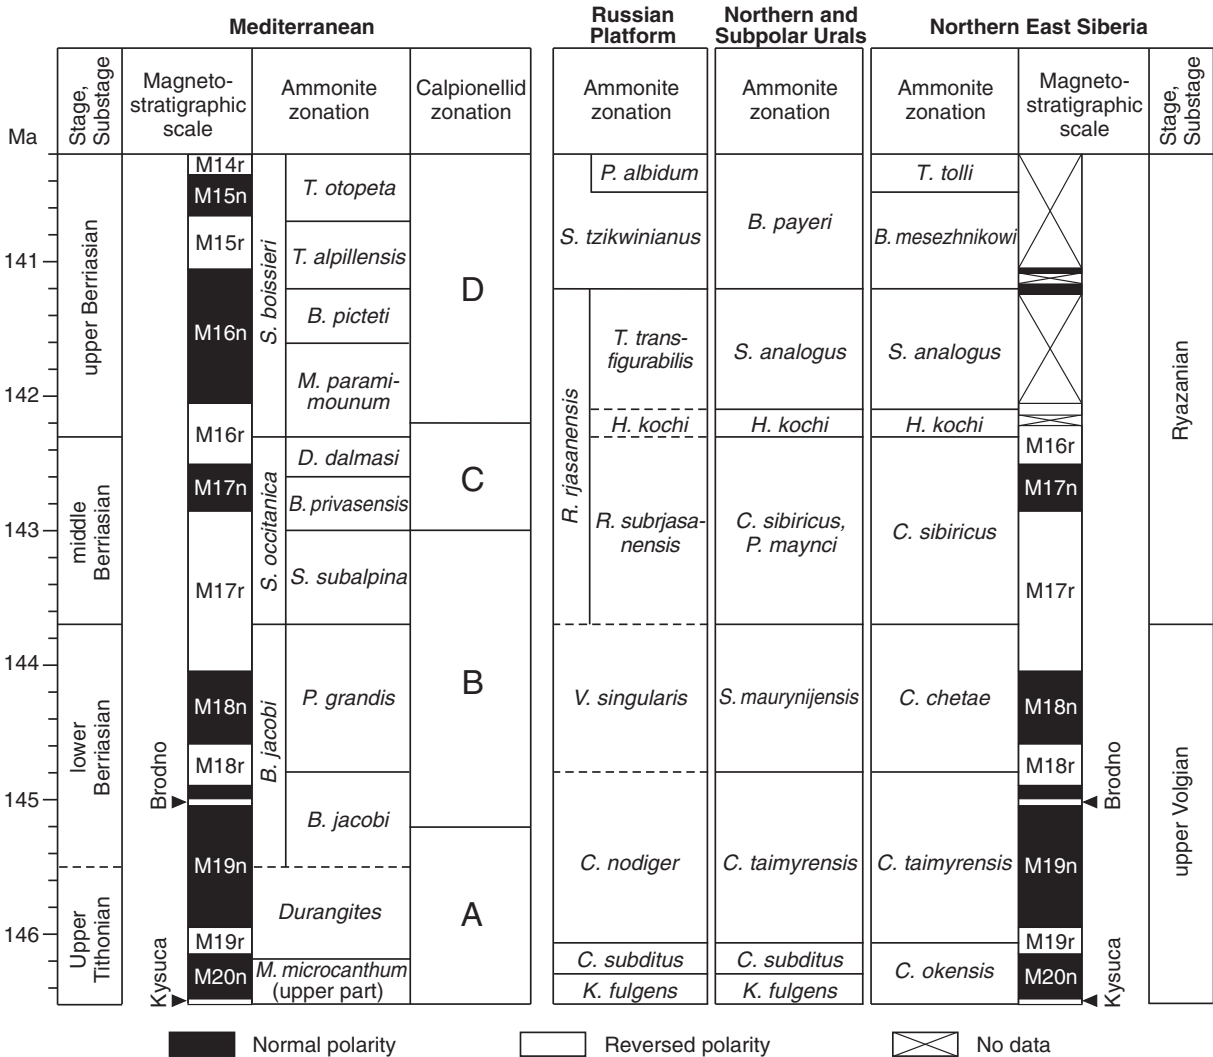 Mediterranean
Russian
Platform
Northern and
Subpolar Urals
Northern East Siberia
Ma
Stage,
Substage
Magneto-
stratigraphic
scale
Ammonite
zonation
Calpionellid
zonation
Ammonite
zonation
Ammonite
zonation
Ammonite
zonation
Magneto-
stratigraphic
scale
Stage,
Substage
141
142
143
144
145
146
upper Berriasian
middle
Berriasian
lower
Berriasian
Upper
Tithonian
Brodno
Kysuca
M14r
M15n
M15r
M16n
M16r
M17n
M17r
M18n
M18r
M19n
M19r
M20n
S. boissieri
S. occitanica
B. jacobi
T. otopeta
T. alpillensis
B. picteti
M. parami-
mounum
D. dalmasi
B. privasensis
S. subalpina
P. grandis
B. jacobi
Durangites
M. microcanthum
(upper part)
D
C
B
A
P. albidum
S. tzikwinianus
R. rjasanensis
T. trans-
figurabilis
H. kochi
R. subrjasa-
nensis
V. singularis
C. nodiger
C. subditus
K. fulgens
B. payeri
S. analogus
H. kochi
C. sibiricus,
P. maynci
S. maurynijensis
C. taimyrensis
C. subditus
K. fulgens
T. tolli
B. mesezhnikowi
S. analogus
H. kochi
C. sibiricus
C. chetae
C. taimyrensis
C. okensis
M16r
M17n
M17r
M18n
M18r
M19n
M19r
M20n
Brodno
Kysuca
Ryazanian
upper Volgian
Normal polarity
Reversed polarity
No data